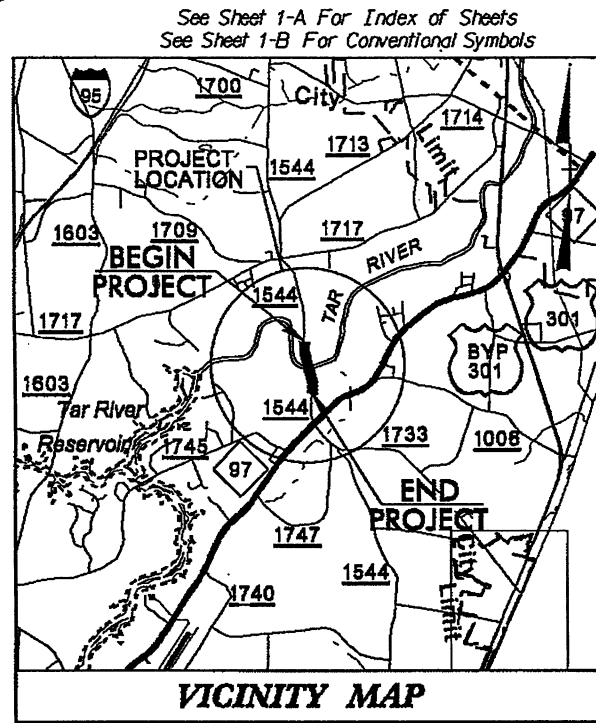 See Sheet 1-A For Index of Sheets
See Sheet 1-B For Conventional Symbols
95
1700
City
Limit
1714
1713
PROJECT
LOCATION
1544
97
1603
1709
1717
RIVER
BEGIN
PROJECT
1544
TAR
301
1717
BYP
301
1603
Tar River
Reservoir
1544
1745
1733
1008
97
END
PROJECT
1747
City
Limit
1544
1740
VICINITY MAP